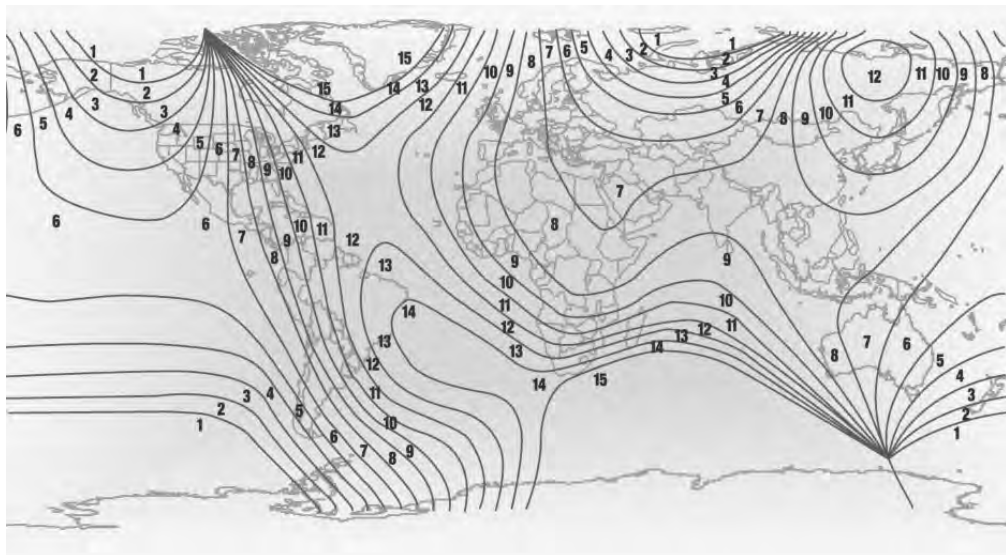 1 15 15 10 9 8 7 6 5 4 3 2 1 1 2 12 11 10 9 8
2 1 14 14 13 12 11 3 4 11
3 2 5 6 10
4 3 13 7 8 9
6 5 4 12
5 6 7 8 9 10 11
7
6 6 7 10 11 12 8
8 9 13 9 9
10 10
14 11 11
12 13 12
13 13 14 7 6
12 14 15 8 5
3 4 11 4
2 5 10 3
1 6 9 2
7 8 1